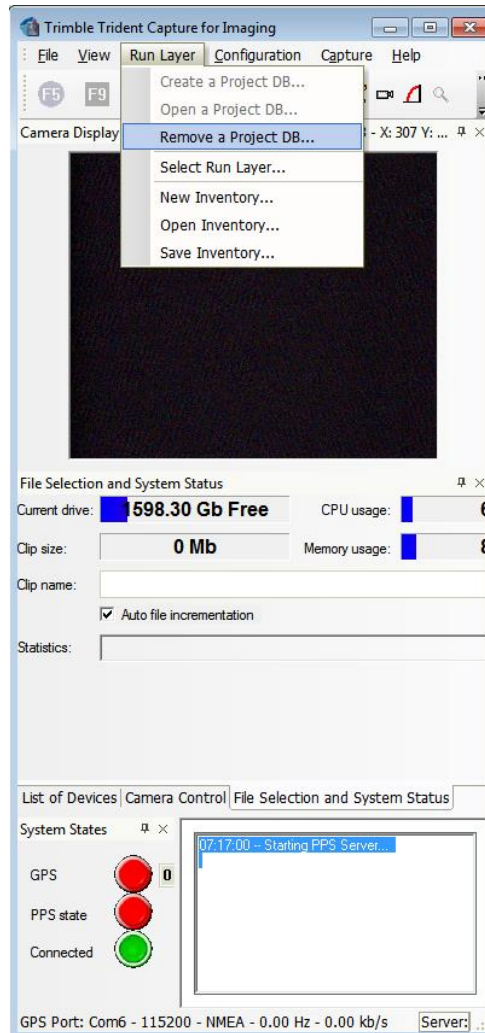 Trimble Trident Capture for Imaging
File View Run Layer Configuration Capture Help
F5 F9
Create a Project DB...
Open a Project DB...
Remove a Project DB...
Select Run Layer...
New Inventory...
Open Inventory...
Save Inventory...
Camera Display - X: 307 Y: ...
File Selection and System Status
Current drive: 1598.30 Gb Free CPU usage: 6
Clip size: 0 Mb Memory usage: 8
Clip name:
Auto file incrementation
Statistics:
List of Devices Camera Control File Selection and System Status
System States
07:17:00 -- Starting PPS Server...
GPS 0
PPS state
Connected
GPS Port: Com6 - 115200 - NMEA - 0.00 Hz - 0.00 kb/s Server: